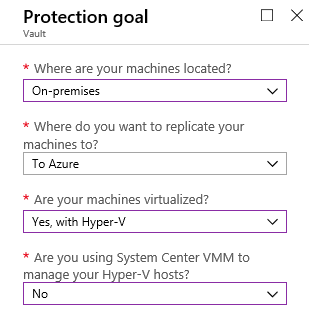 Protection goal
Vault
* Where are your machines located?
On-premises
* Where do you want to replicate your
machines to?
To Azure
* Are your machines virtualized?
Yes, with Hyper-V
* Are you using System Center VMM to
manage your Hyper-V hosts?
No